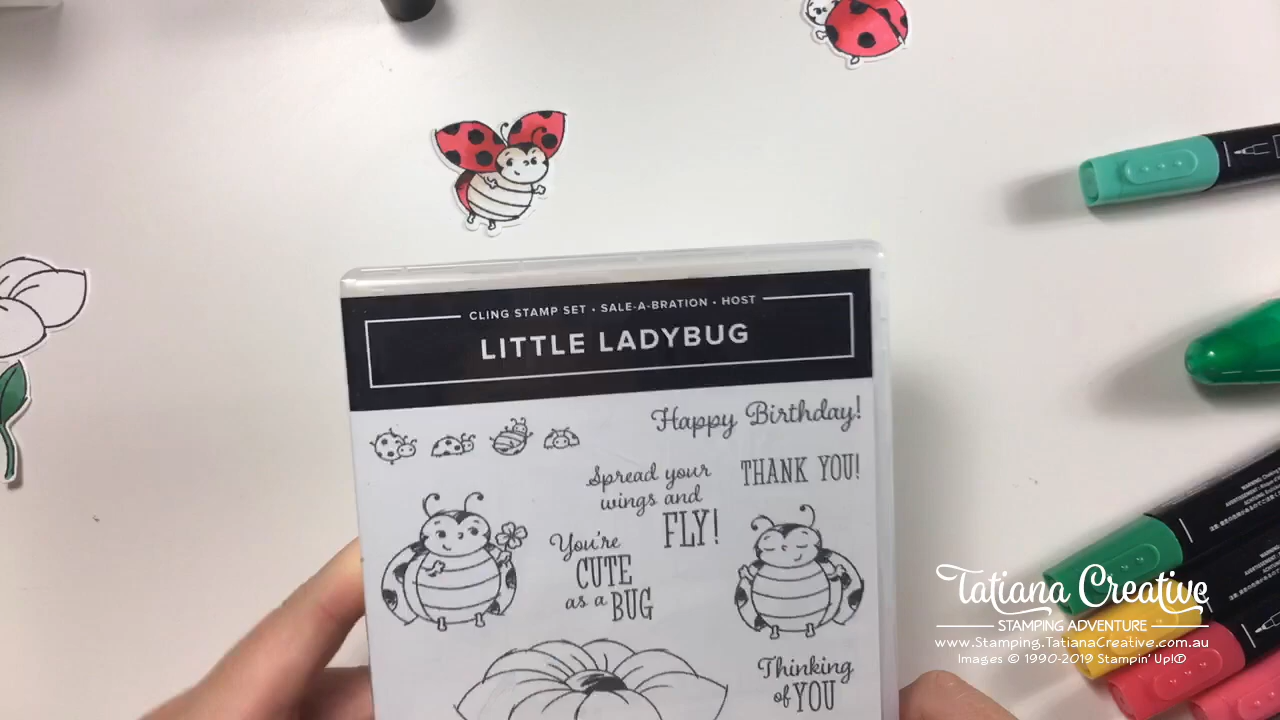 CLING STAMP SET • SALE-A-BRATION • HOST
LITTLE LADYBUG
Happy Birthday!
Spread your
wings and
FLY!
THANK YOU!
You're
CUTE
as a BUG
Thinking
of YOU
Tatiana Creative
STAMPING ADVENTURE
www.Stamping.TatianaCreative.com.au
Images © 1990-2019 Stampin' Up!®